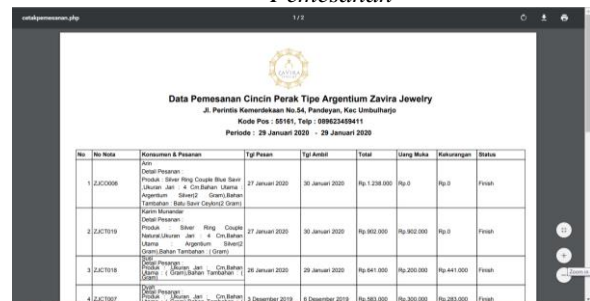 Pemesanan
cetakpemesanan.php
1/2
ZAVIRA
Data Pemesanan Cincin Perak Tipe Argentium Zavira Jewelry
Jl. Perintis Kemerdekaan No.54, Pandeyan, Kec Umbulharjo
Kode Pos : 55161, Telp : 089623459411
Periode : 29 Januari 2020 - 29 Januari 2020
No No Nota Konsumen & Pesanan Tgl Pesan Tgl Ambil Total Uang Muka Kekurangan Status
Arin
Detail Pesanan :
Produk : Silver Ring Couple Blue Savir
,Ukuran Jari : 4 Cm,Bahan Utama :
Argentium Silver(2 Gram),Bahan
Tambahan : Batu Savir Ceylon(2 Gram)
1 ZJCO008 27 Januari 2020 30 Januari 2020 Rp.1.238.000 Rp.0 Rp.0 Finish
Karim Munandar
Detail Pesanan :
Produk : Silver Ring Couple
Natural,Ukuran Jari : 4 Cm,Bahan
Utama : Argentium Silver(2
Gram),Bahan Tambahan : ( Gram)
2 ZJCT019 27 Januari 2020 30 Januari 2020 Rp.902.000 Rp.902.000 Rp.0 Finish
Susi
Detail Pesanan :
Produk : ,Ukuran Jari : Cm,Bahan
Utama : ( Gram),Bahan Tambahan : (
Gram)
3 ZJCT018 26 Januari 2020 29 Januari 2020 Rp.641.000 Rp.200.000 Rp.441.000 Finish
Dyah
Detail Pesanan :
Produk : ,Ukuran Jari : Cm,Bahan
4 ZJCT007 3 Desember 2019 6 Desember 2019 Rp.583.000 Rp.300.000 Rp.283.000 Finish
Zoom in